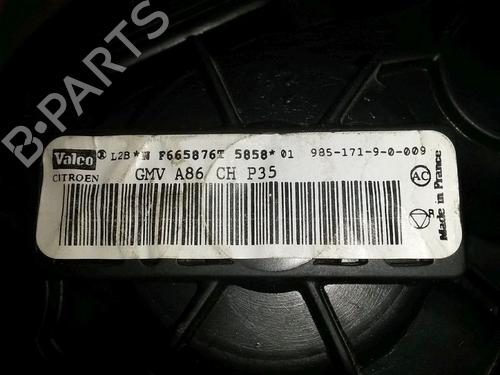 B-PARTS
Valeo ® L2B *N F665876T 5858* 01 985-171-9-0-009
CITROEN GMV A86 CH P35
AC
Made in France